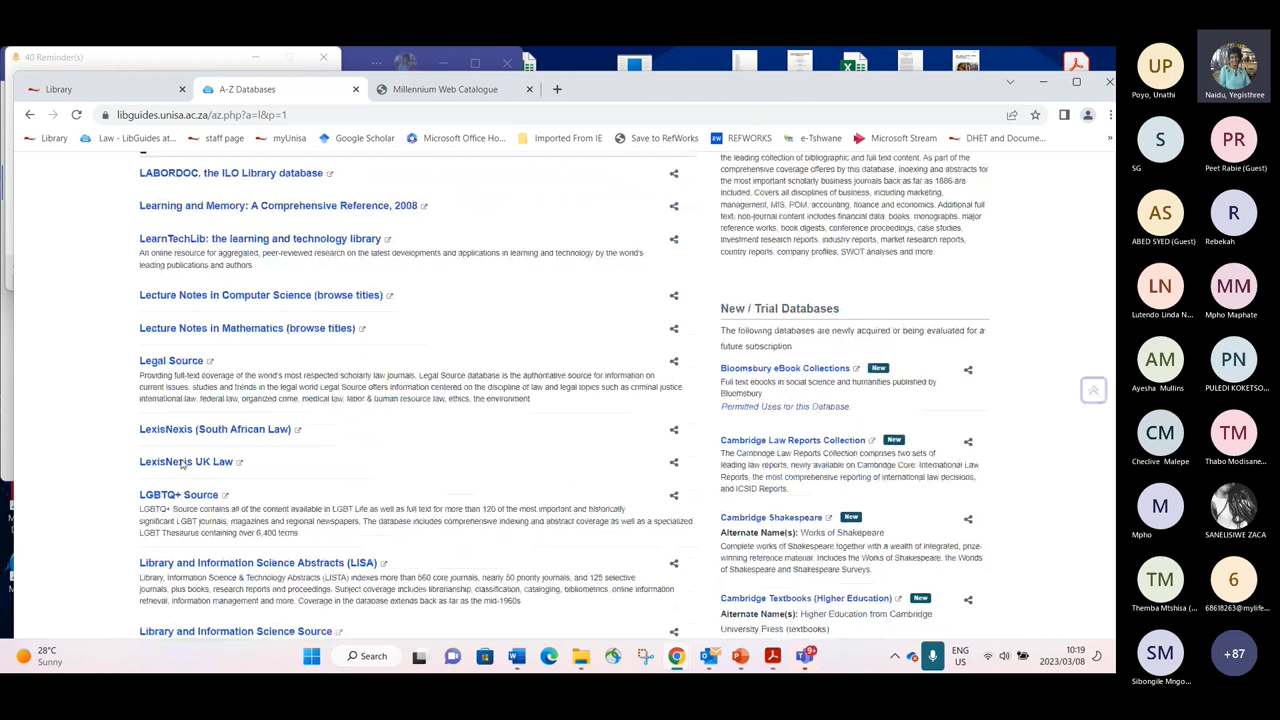 40 Reminder(s)
Library
A-Z Databases
Millennium Web Catalogue
libguides.unisa.ac.za/az.php?a=l&p=1
Library
Law - LibGuides at...
staff page
myUnisa
Google Scholar
Microsoft Office Ho...
Imported From IE
Save to RefWorks
RW
REFWORKS
e-Tshwane
Microsoft Stream
DHET and Docume...
LABORDOC, the ILO Library database
Learning and Memory: A Comprehensive Reference, 2008
LearnTechLib: the learning and technology library
An online resource for aggregated, peer-reviewed research on the latest developments and applications in learning and technology by the world's
leading publications and authors.
Lecture Notes in Computer Science (browse titles)
Lecture Notes in Mathematics (browse titles)
Legal Source
Providing full-text coverage of the world's most respected scholarly law journals, Legal Source database is the authoritative source for information on
current issues. studies and trends in the legal world Legal Source offers information centered on the discipline of law and legal topics such as criminal justice
international law, federal law, organized crime, medical law, labor & human resource law, ethics, the environment
LexisNexis (South African Law)
LexisNexis UK Law
LGBTQ+ Source
LGBTQ+ Source contains all of the content available in LGBT Life as well as full text for more than 120 of the most important and historically
significant LGBT journals, magazines and regional newspapers, The database includes comprehensive indexing and abstract coverage as well as a specialized
LGBT Thesaurus containing over 6,400 terms
Library and Information Science Abstracts (LISA)
Library, Information Science & Technology Abstracts (LISTA) indexes more than 560 core journals, nearly 50 priority journals, and 125 selective
journals, plus books, research reports and proceedings. Subject coverage includes librarianship, classification, cataloging, bibliometrics, online information
retrieval, information management and more. Coverage in the database extends back as far as the mid-1960s
Library and Information Science Source
the leading collection of bibliographic and full text content. As part of the
comprehensive coverage offered by this database, indexing and abstracts for
the most important scholarly business journals back as far as 1886 are
included. Covers all disciplines of business, including marketing,
management, MIS, POM, accounting, finance and economics. Additional full
text, non-journal content includes financial data, books, monographs, major
reference works, book digests, conference proceedings, case studies,
investment research reports, industry reports, market research reports,
country reports, company profiles, SWOT analyses and more.
New / Trial Databases
The following databases are newly acquired or being evaluated for a
future subscription
Bloomsbury eBook Collections New
Full text ebooks in social science and humanities published by
Bloomsbury
Permitted Uses for this Database.
Cambridge Law Reports Collection New
The Cambridge Law Reports Collection comprises two sets of
leading law reports, newly available on Cambridge Core: International Law
Reports, the most comprehensive reporting of international law decisions,
and ICSID Reports.
Cambridge Shakespeare New
Alternate Name(s): Works of Shakepeare
Complete works of Shakespeare together with a wealth of integrated, prize-
winning reference material. Includes the Works of Shakespeare, the Worlds
of Shakespeare and Shakespeare Surveys.
Cambridge Textbooks (Higher Education) New
Alternate Name(s): Higher Education from Cambridge
University Press (textbooks)
28°C
Sunny
Search
9+
ENG
US
10:19
2023/03/08
UP
Poyo, Unathi
Naidu, Yegisthree
S
SG
PR
Peet Rabie (Guest)
AS
ABED SYED (Guest)
R
Rebekah
LN
Lutendo Linda N...
MM
Mpho Maphate
AM
Ayesha Mullins
PN
PULEDI KOKETSO...
CM
Checlive Malepe
TM
Thabo Modisane...
M
Mpho
SANELISIWE ZACA
TM
Themba Mtshisa (...
6
68618263@mylife...
SM
Sibongile Mngo...
+87